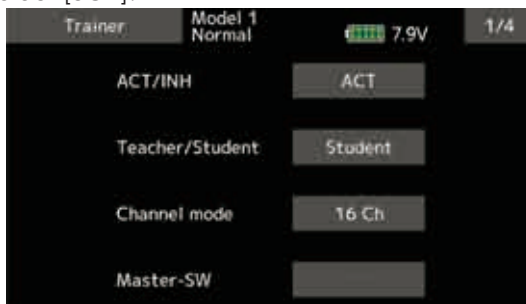 Trainer Model 1 Normal 7.9V 1/4
ACT/INH ACT
Teacher/Student Student
Channel mode 16 Ch
Master-SW